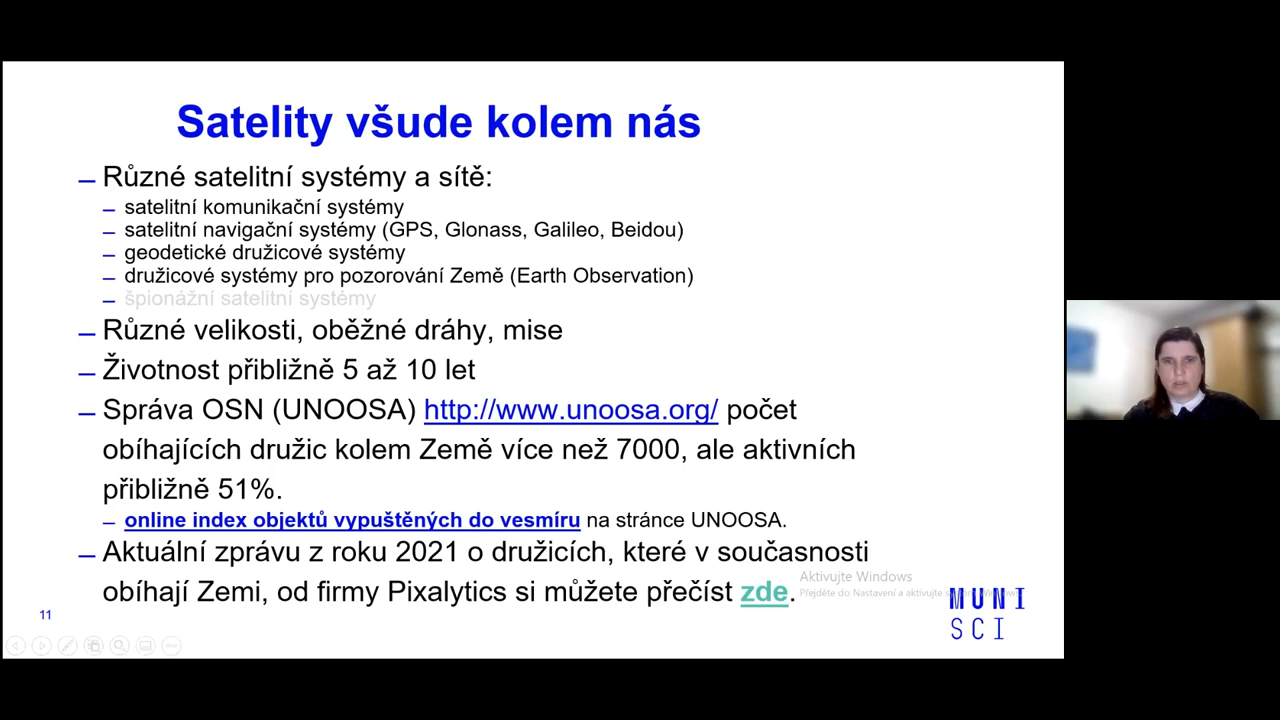 Satelity všude kolem nás
– Různé satelitní systémy a sítě:
– satelitní komunikační systémy
– satelitní navigační systémy (GPS, Glonass, Galileo, Beidou)
– geodetické družicové systémy
– družicové systémy pro pozorování Země (Earth Observation)
– špionážní satelitní systémy
– Různé velikosti, oběžné dráhy, mise
– Životnost přibližně 5 až 10 let
– Správa OSN (UNOOSA) http://www.unoosa.org/ počet
obíhajících družic kolem Země více než 7000, ale aktivních
přibližně 51%.
– online index objektů vypuštěných do vesmíru na stránce UNOOSA.
– Aktuální zprávu z roku 2021 o družicích, které v současnosti
obíhají Zemi, od firmy Pixalytics si můžete přečíst zde.
Aktivujte Windows
Přejděte do Nastavení a aktivujte
MUNI
SCI
11